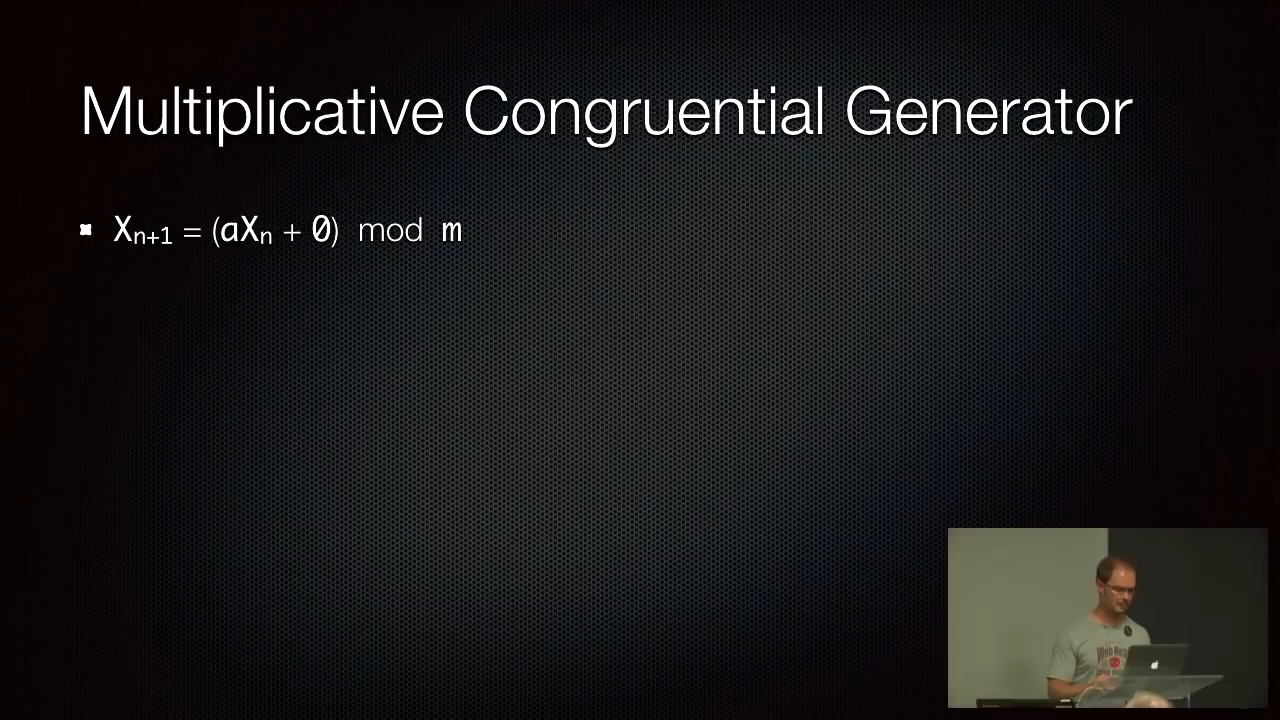 Multiplicative Congruential Generator
Xn+1 = (aXn + 0) mod m